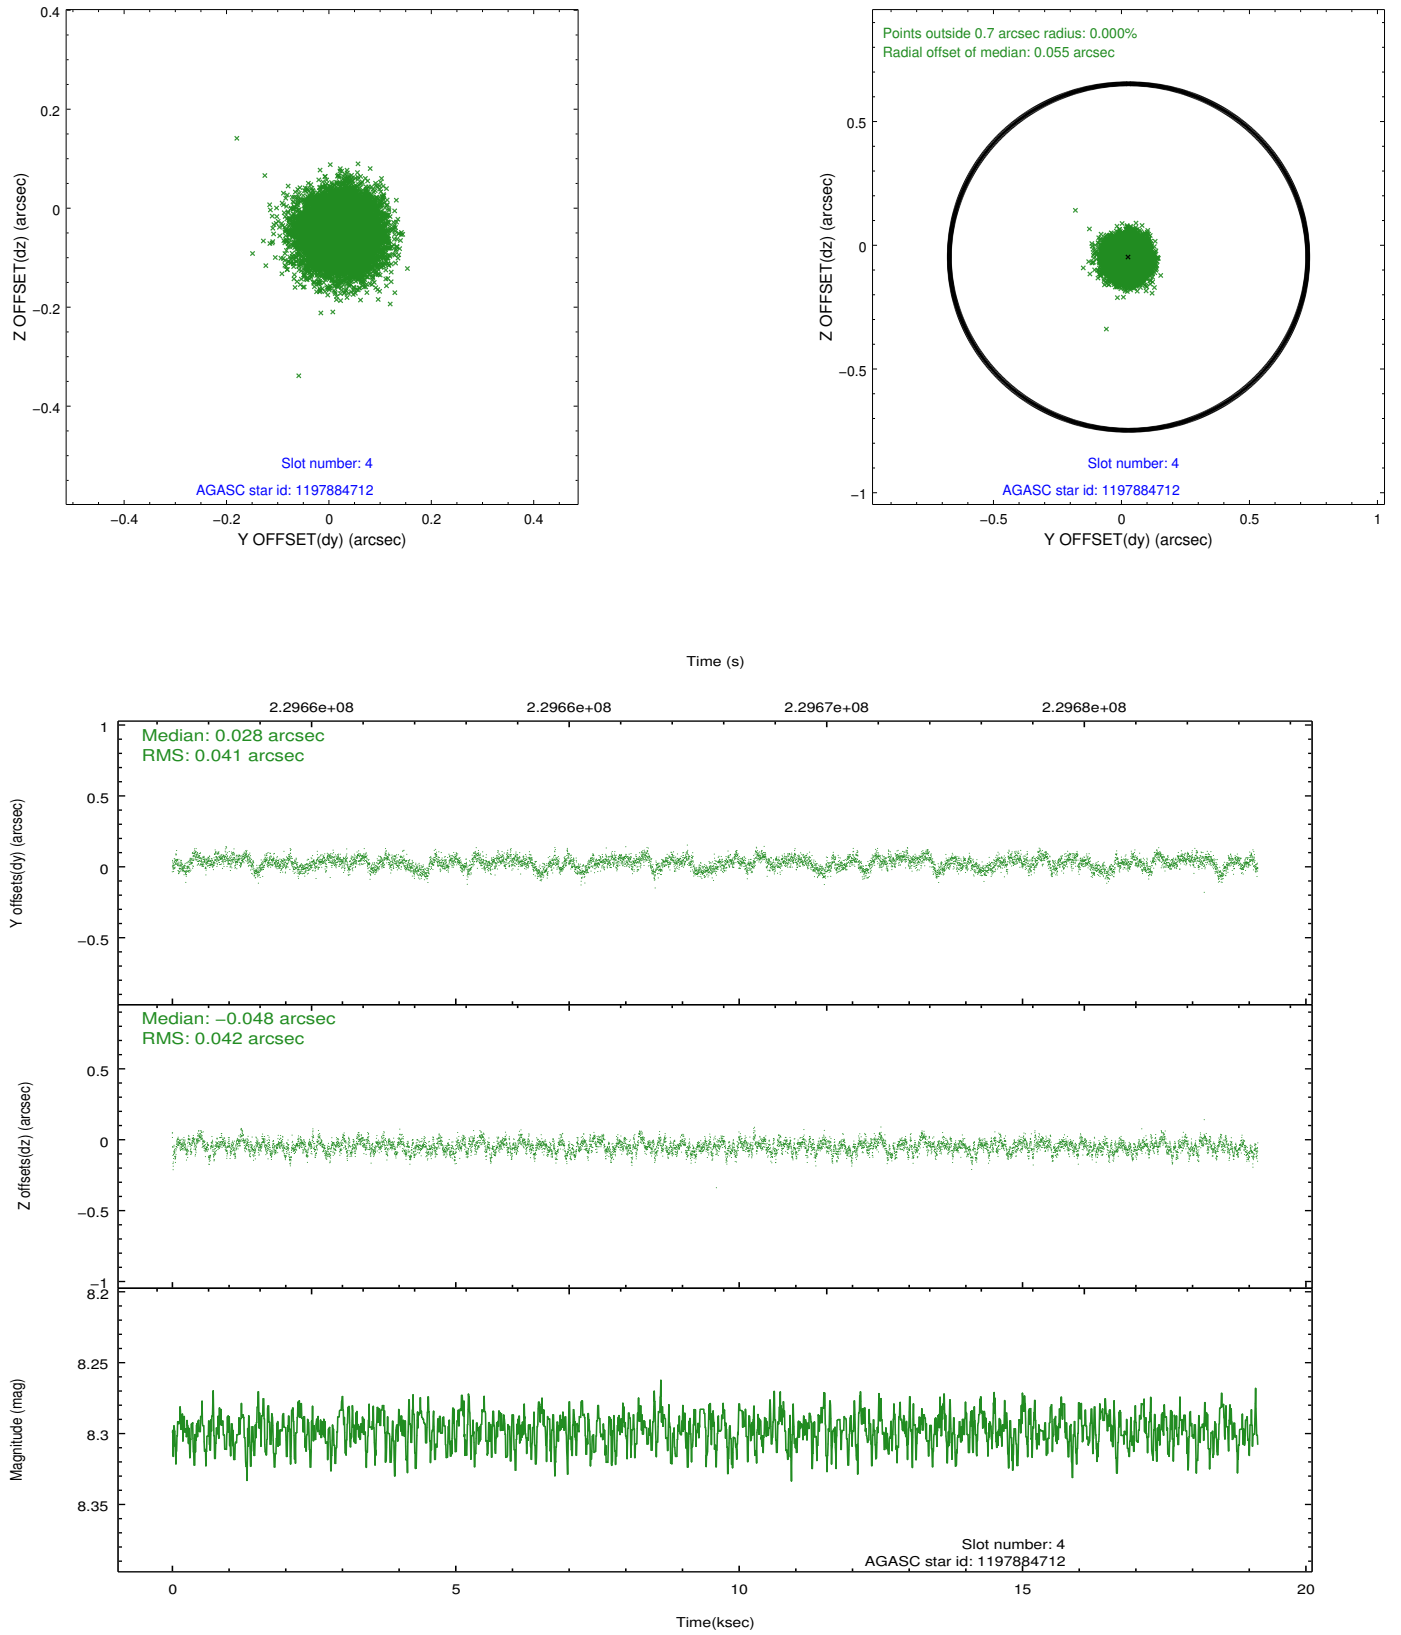 0.4
0.2
0
−0.2
−0.4
Z OFFSET(dz) (arcsec)
Slot number: 4
AGASC star id: 1197884712
−0.4 −0.2 0 0.2 0.4
Y OFFSET(dy) (arcsec)
Points outside 0.7 arcsec radius: 0.000%
Radial offset of median: 0.055 arcsec
0.5
0
−0.5
−1
Z OFFSET(dz) (arcsec)
Slot number: 4
AGASC star id: 1197884712
−0.5 0 0.5 1
Y OFFSET(dy) (arcsec)
Time (s)
2.2966e+08 2.2966e+08 2.2967e+08 2.2968e+08
Median: 0.028 arcsec
RMS: 0.041 arcsec
1
0.5
0
−0.5
Y offsets(dy) (arcsec)
Median: −0.048 arcsec
RMS: 0.042 arcsec
0.5
0
−0.5
−1
Z offsets(dz) (arcsec)
8.2
8.25
8.3
8.35
Magnitude (mag)
Slot number: 4
AGASC star id: 1197884712
0 5 10 15 20
Time(ksec)